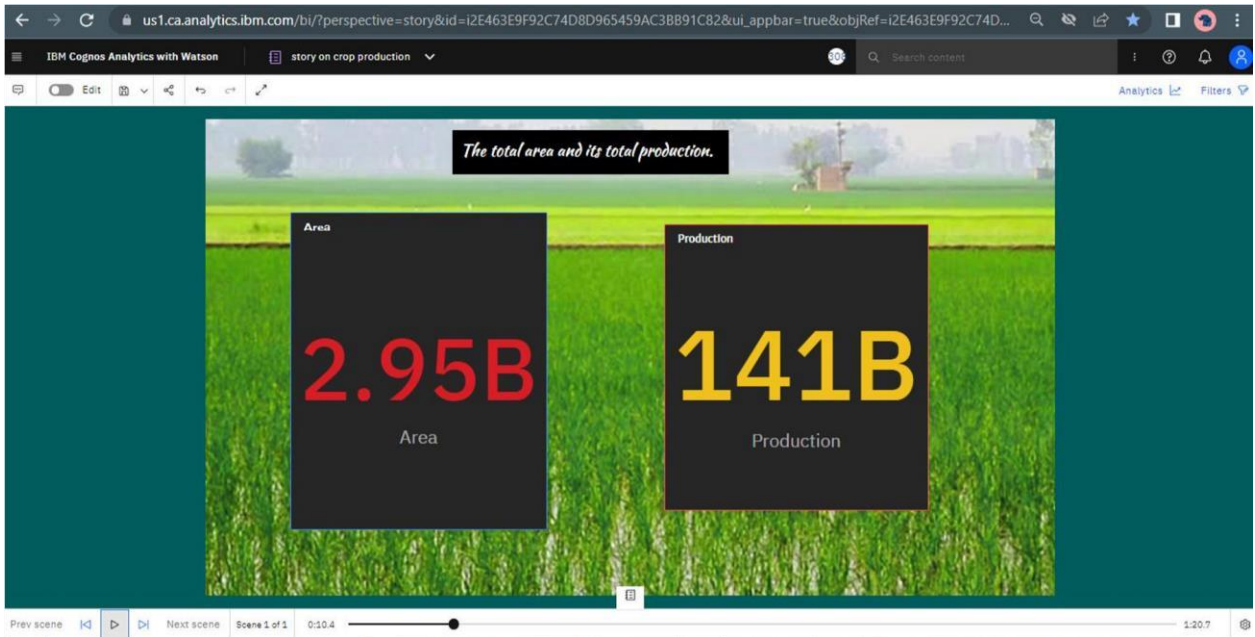 us1.ca.analytics.ibm.com/bi/?perspective=story&id=i2E463E9F92C74D8D965459AC3BB91C82&ui_appbar=true&objRef=i2E463E9F92C74D...
IBM Cognos Analytics with Watson
story on crop production
Search content
Edit
Analytics
Filters
The total area and its total production.
Area
2.95B
Area
Production
141B
Production
Prev scene
Next scene
Scene 1 of 1
0:10.4
1:20.7